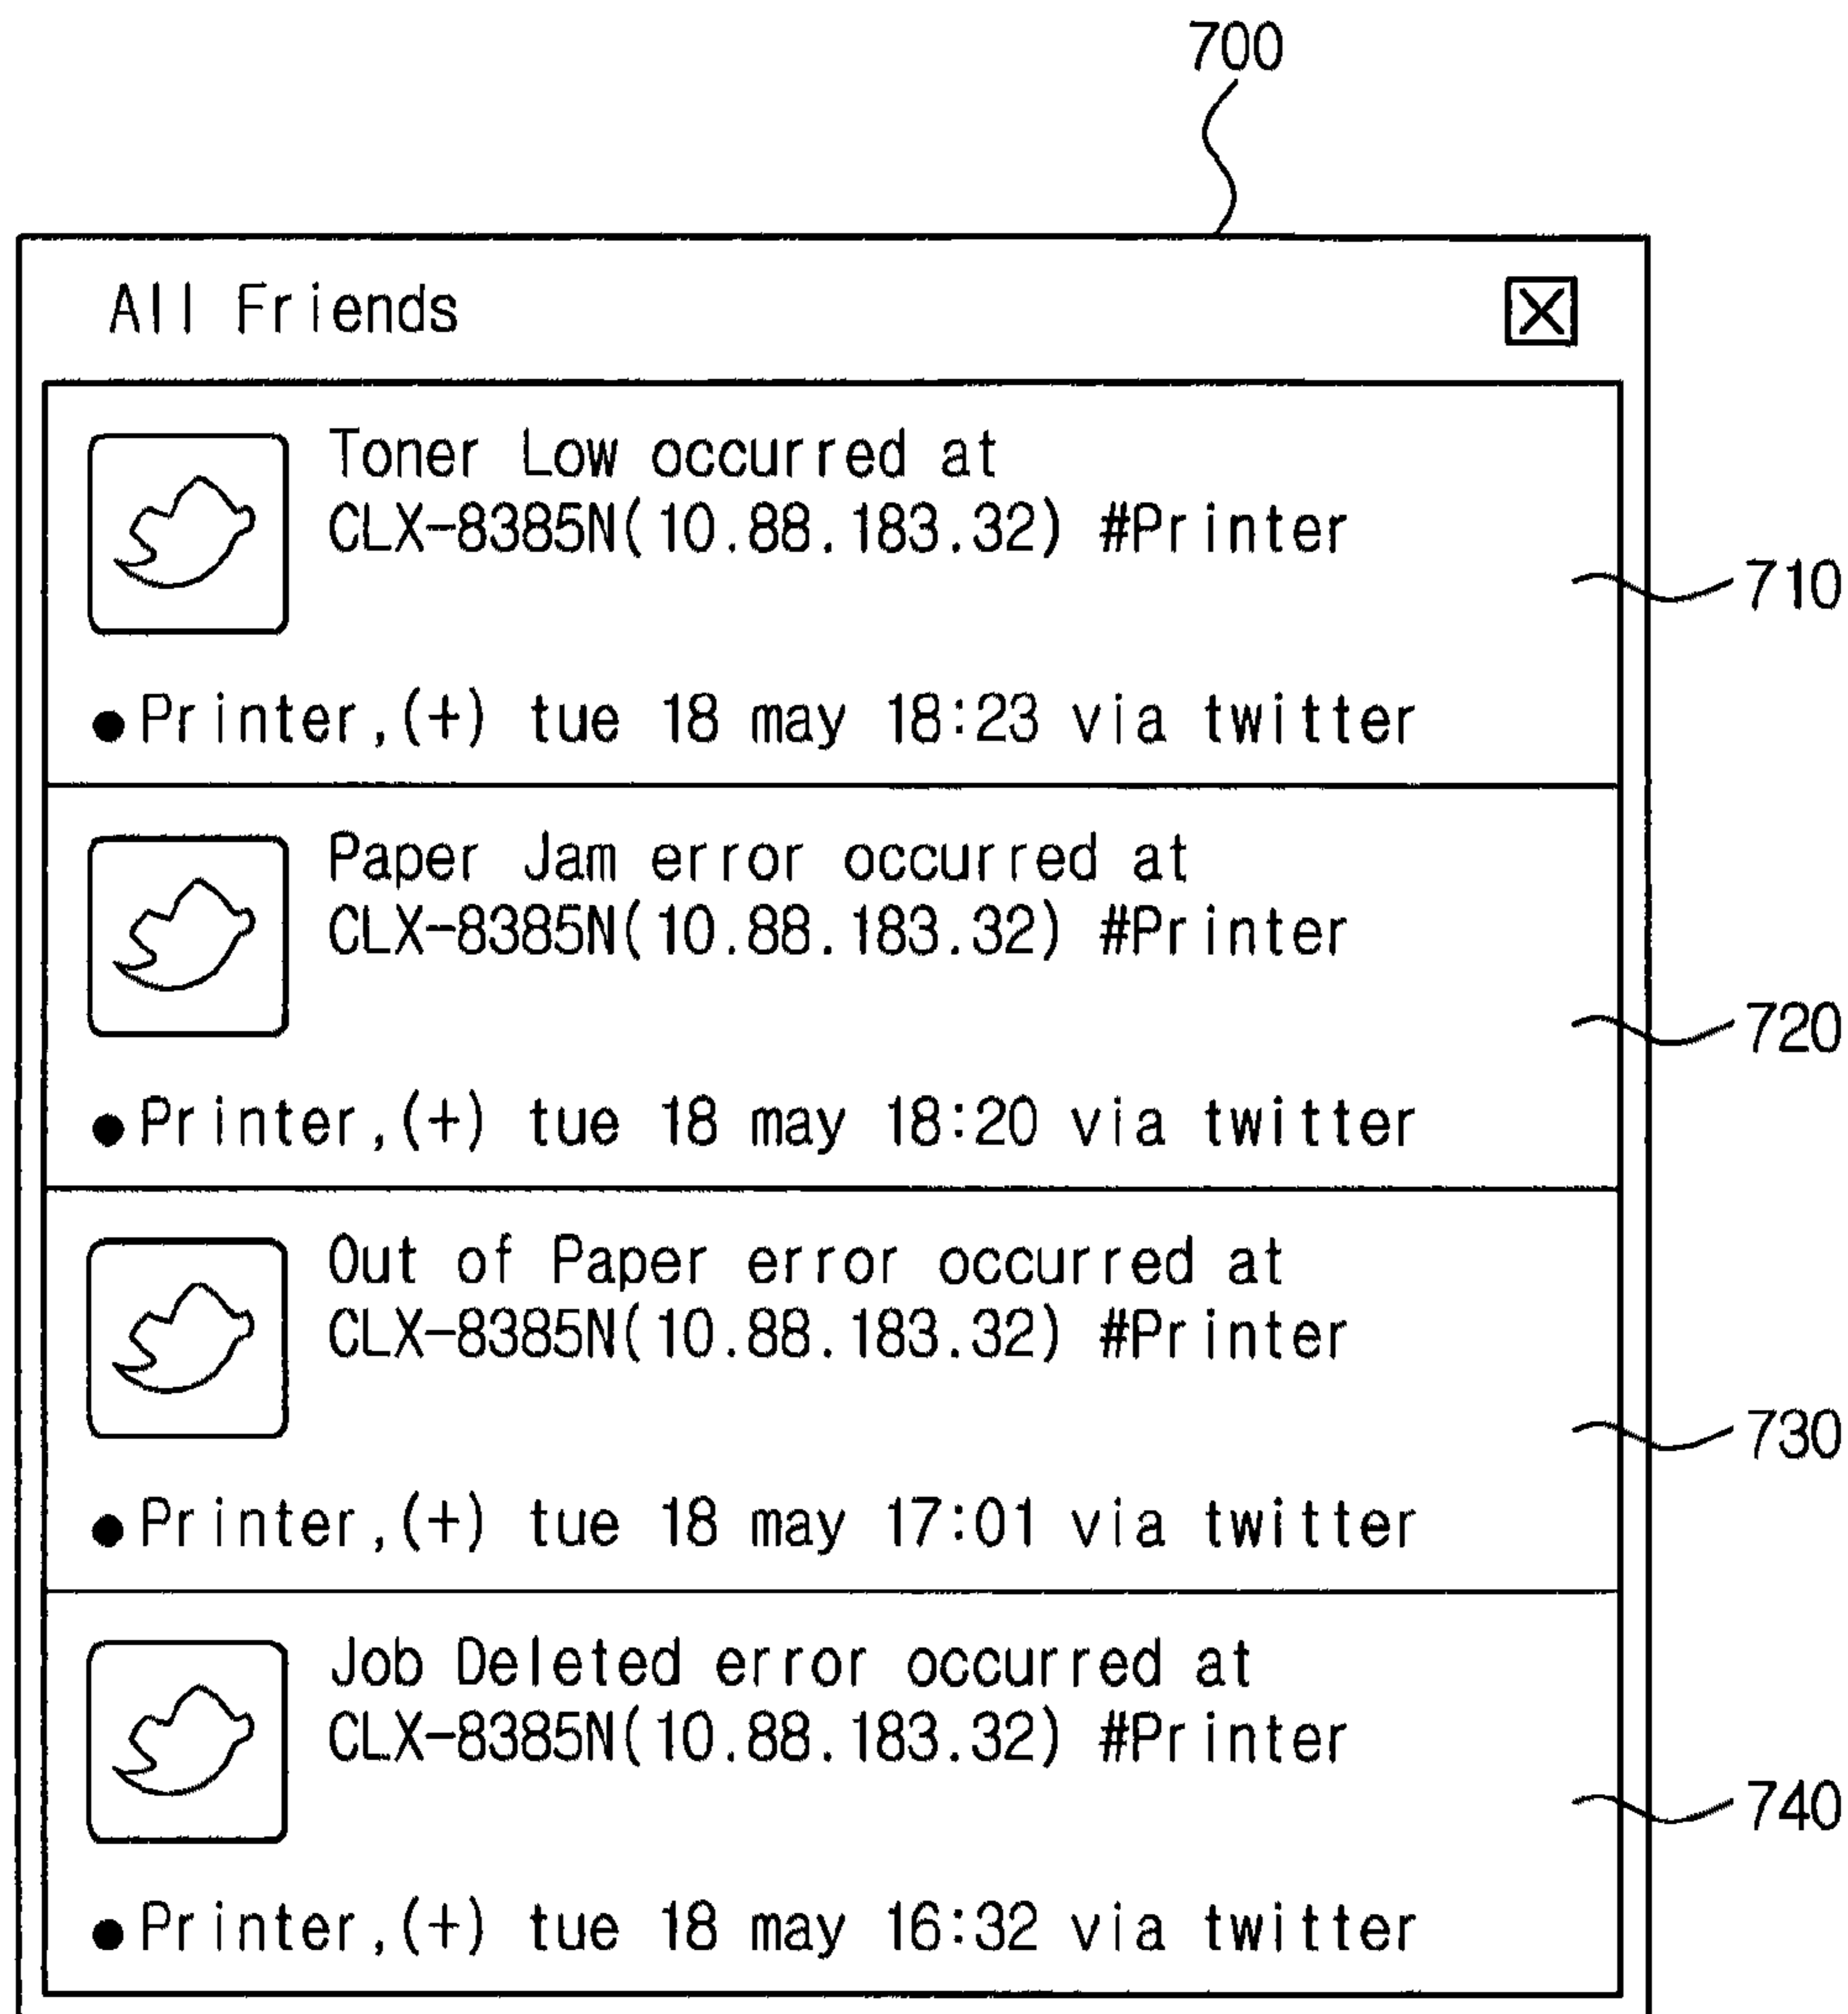 700
All Friends
Toner Low occurred at
CLX-8385N(10.88.183.32) #Printer
710
●Printer,(+) tue 18 may 18:23 via twitter
Paper Jam error occurred at
CLX-8385N(10.88.183.32) #Printer
720
●Printer,(+) tue 18 may 18:20 via twitter
Out of Paper error occurred at
CLX-8385N(10.88.183.32) #Printer
730
●Printer,(+) tue 18 may 17:01 via twitter
Job Deleted error occurred at
CLX-8385N(10.88.183.32) #Printer
740
●Printer,(+) tue 18 may 16:32 via twitter